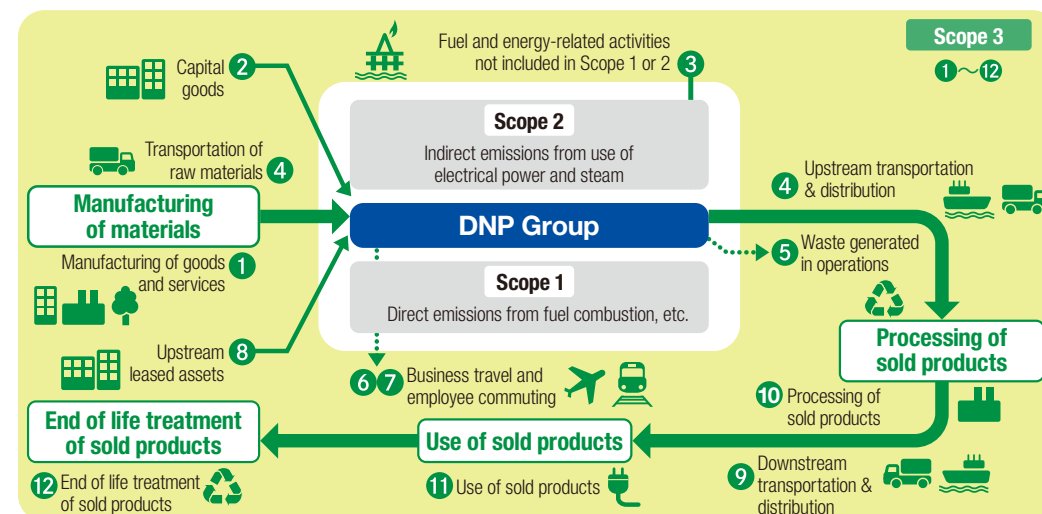 Fuel and energy-related activities
not included in Scope 1 or 2 3
Scope 3
1~12
Capital 2
goods
Scope 2
Indirect emissions from use of
electrical power and steam
Transportation of
raw materials 4
Manufacturing
of materials
DNP Group
4 Upstream transportation
& distribution
Manufacturing of goods
and services 1
5 Waste generated
in operations
Scope 1
Direct emissions from fuel combustion, etc.
Upstream
leased assets 8
6 7 Business travel and
employee commuting
Processing of
sold products
10 Processing of
sold products
End of life treatment
of sold products
Use of sold products
12 End of life treatment
of sold products
11 Use of sold products
9 Downstream
transportation &
distribution